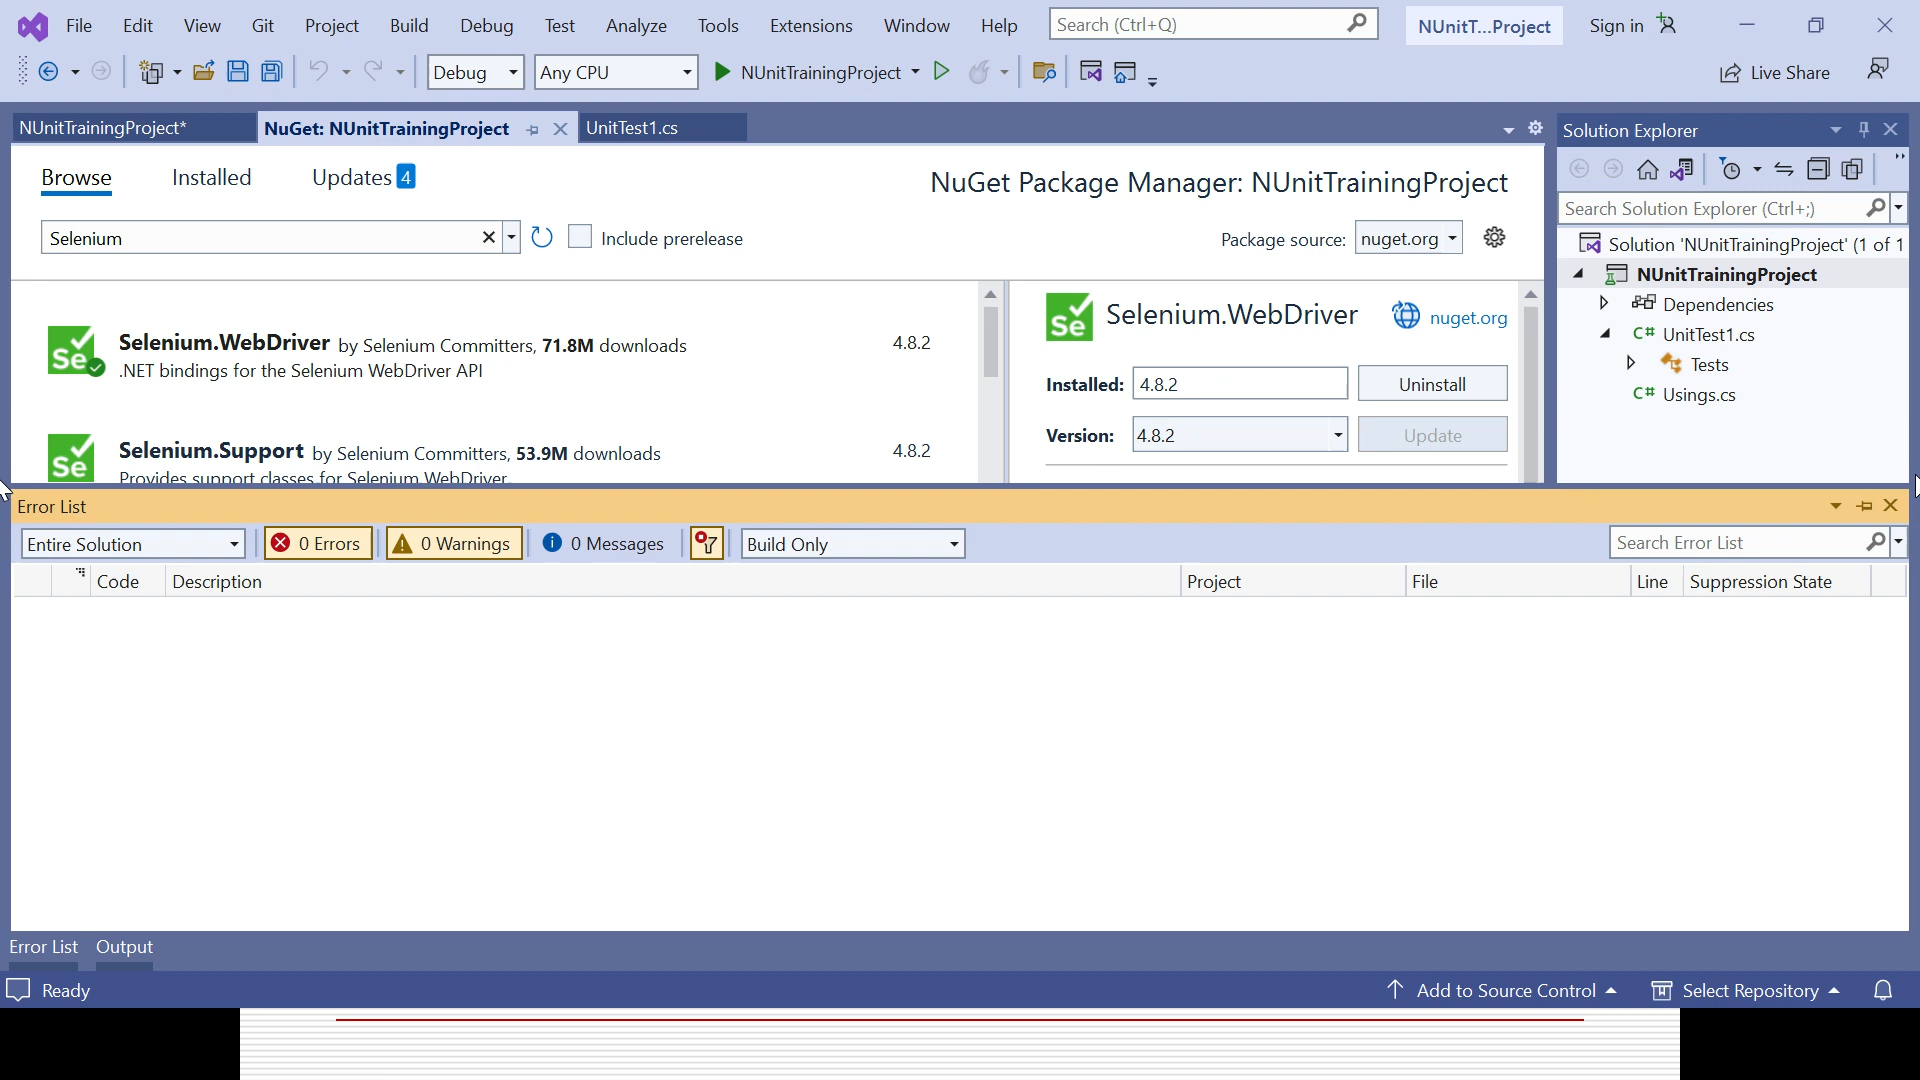 File Edit View Git Project Build Debug Test Analyze Tools Extensions Window Help Search (Ctrl+Q) NUnitT...Project Sign in
Debug Any CPU NUnitTrainingProject Live Share
NUnitTrainingProject* NuGet: NUnitTrainingProject UnitTest1.cs
Browse Installed Updates 4 NuGet Package Manager: NUnitTrainingProject
Selenium Include prerelease Package source: nuget.org
Selenium.WebDriver by Selenium Committers, 71.8M downloads 4.8.2
.NET bindings for the Selenium WebDriver API
Selenium.Support by Selenium Committers, 53.9M downloads 4.8.2
Provides support classes for Selenium WebDriver
Se Selenium.WebDriver nuget.org
Installed: 4.8.2 Uninstall
Version: 4.8.2 Update
Solution Explorer
Search Solution Explorer (Ctrl+;)
Solution 'NUnitTrainingProject' (1 of 1
NUnitTrainingProject
Dependencies
C# UnitTest1.cs
Tests
C# Usings.cs
Error List
Entire Solution 0 Errors 0 Warnings 0 Messages Build Only Search Error List
Code Description Project File Line Suppression State
Error List Output
Ready Add to Source Control Select Repository